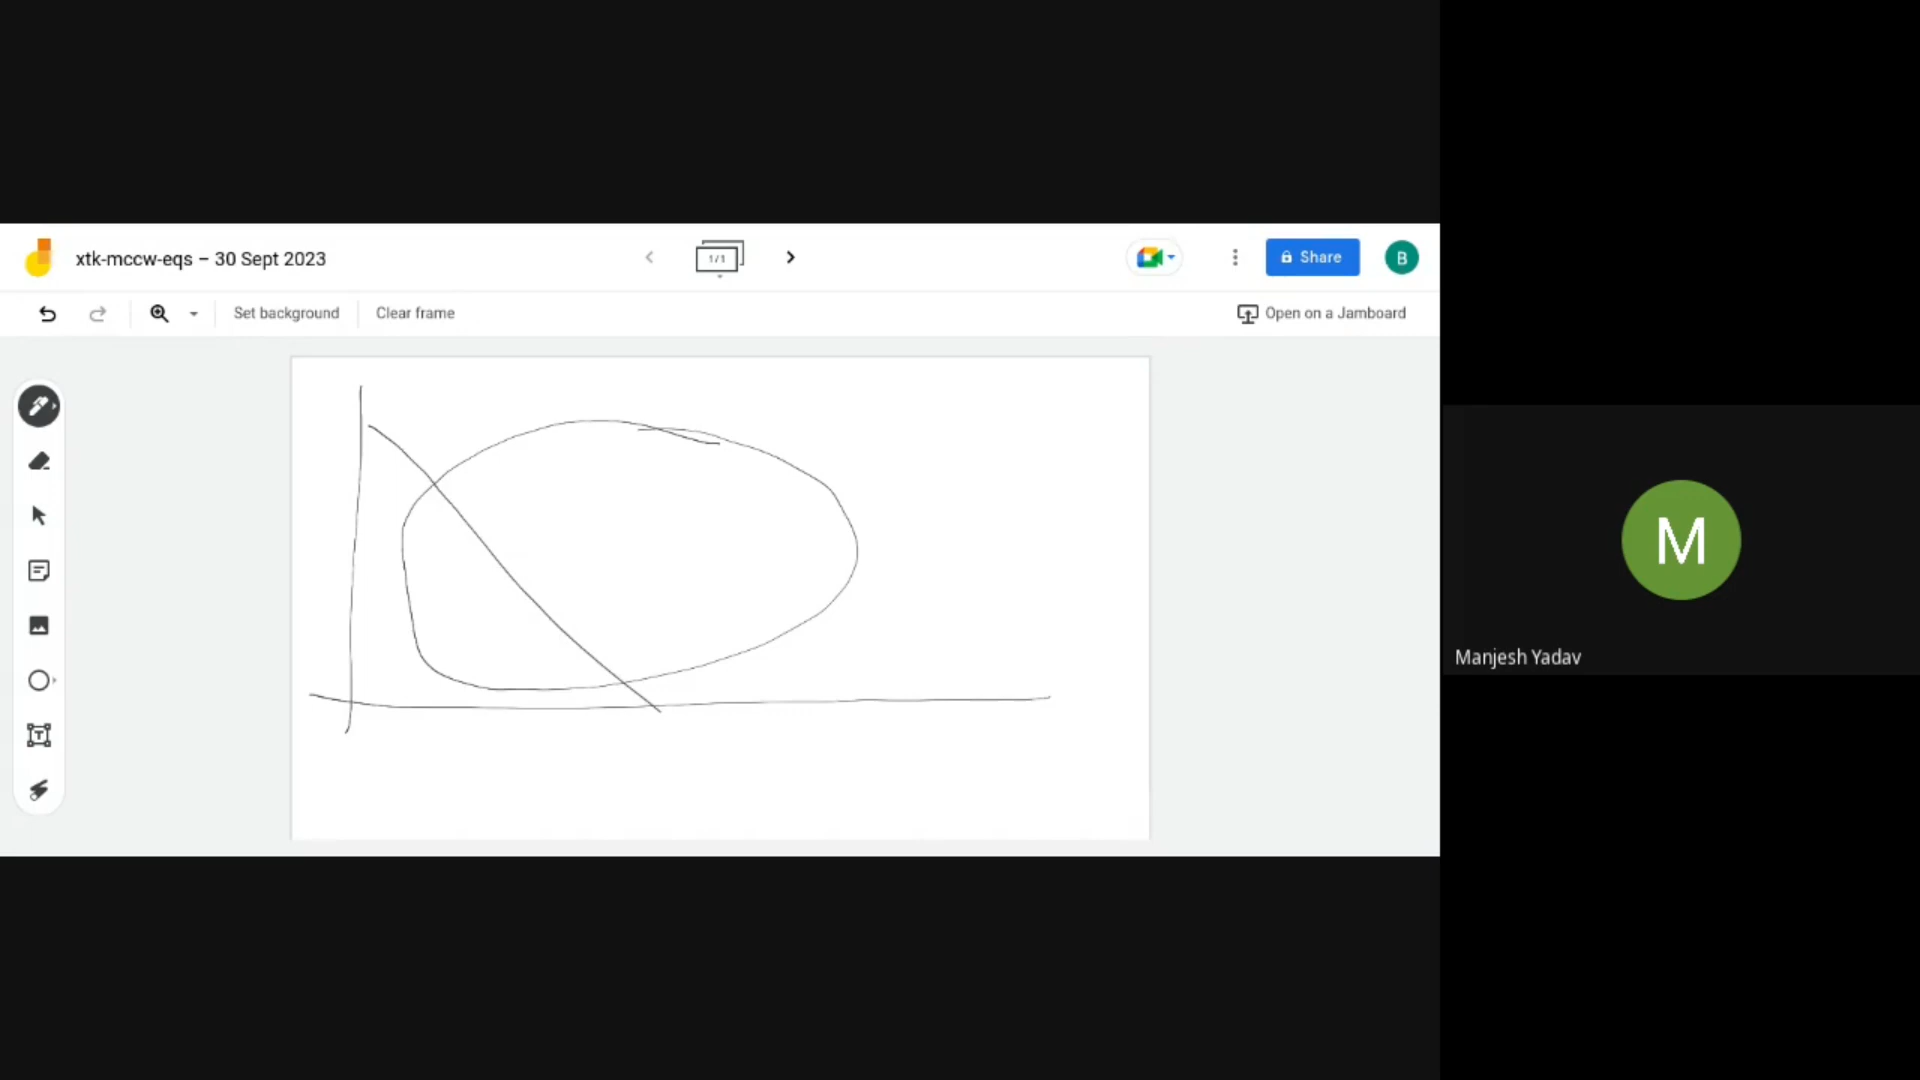 xtk-mccw-eqs – 30 Sept 2023
1/1
Share
B
Set background
Clear frame
Open on a Jamboard
T
M
Manjesh Yadav